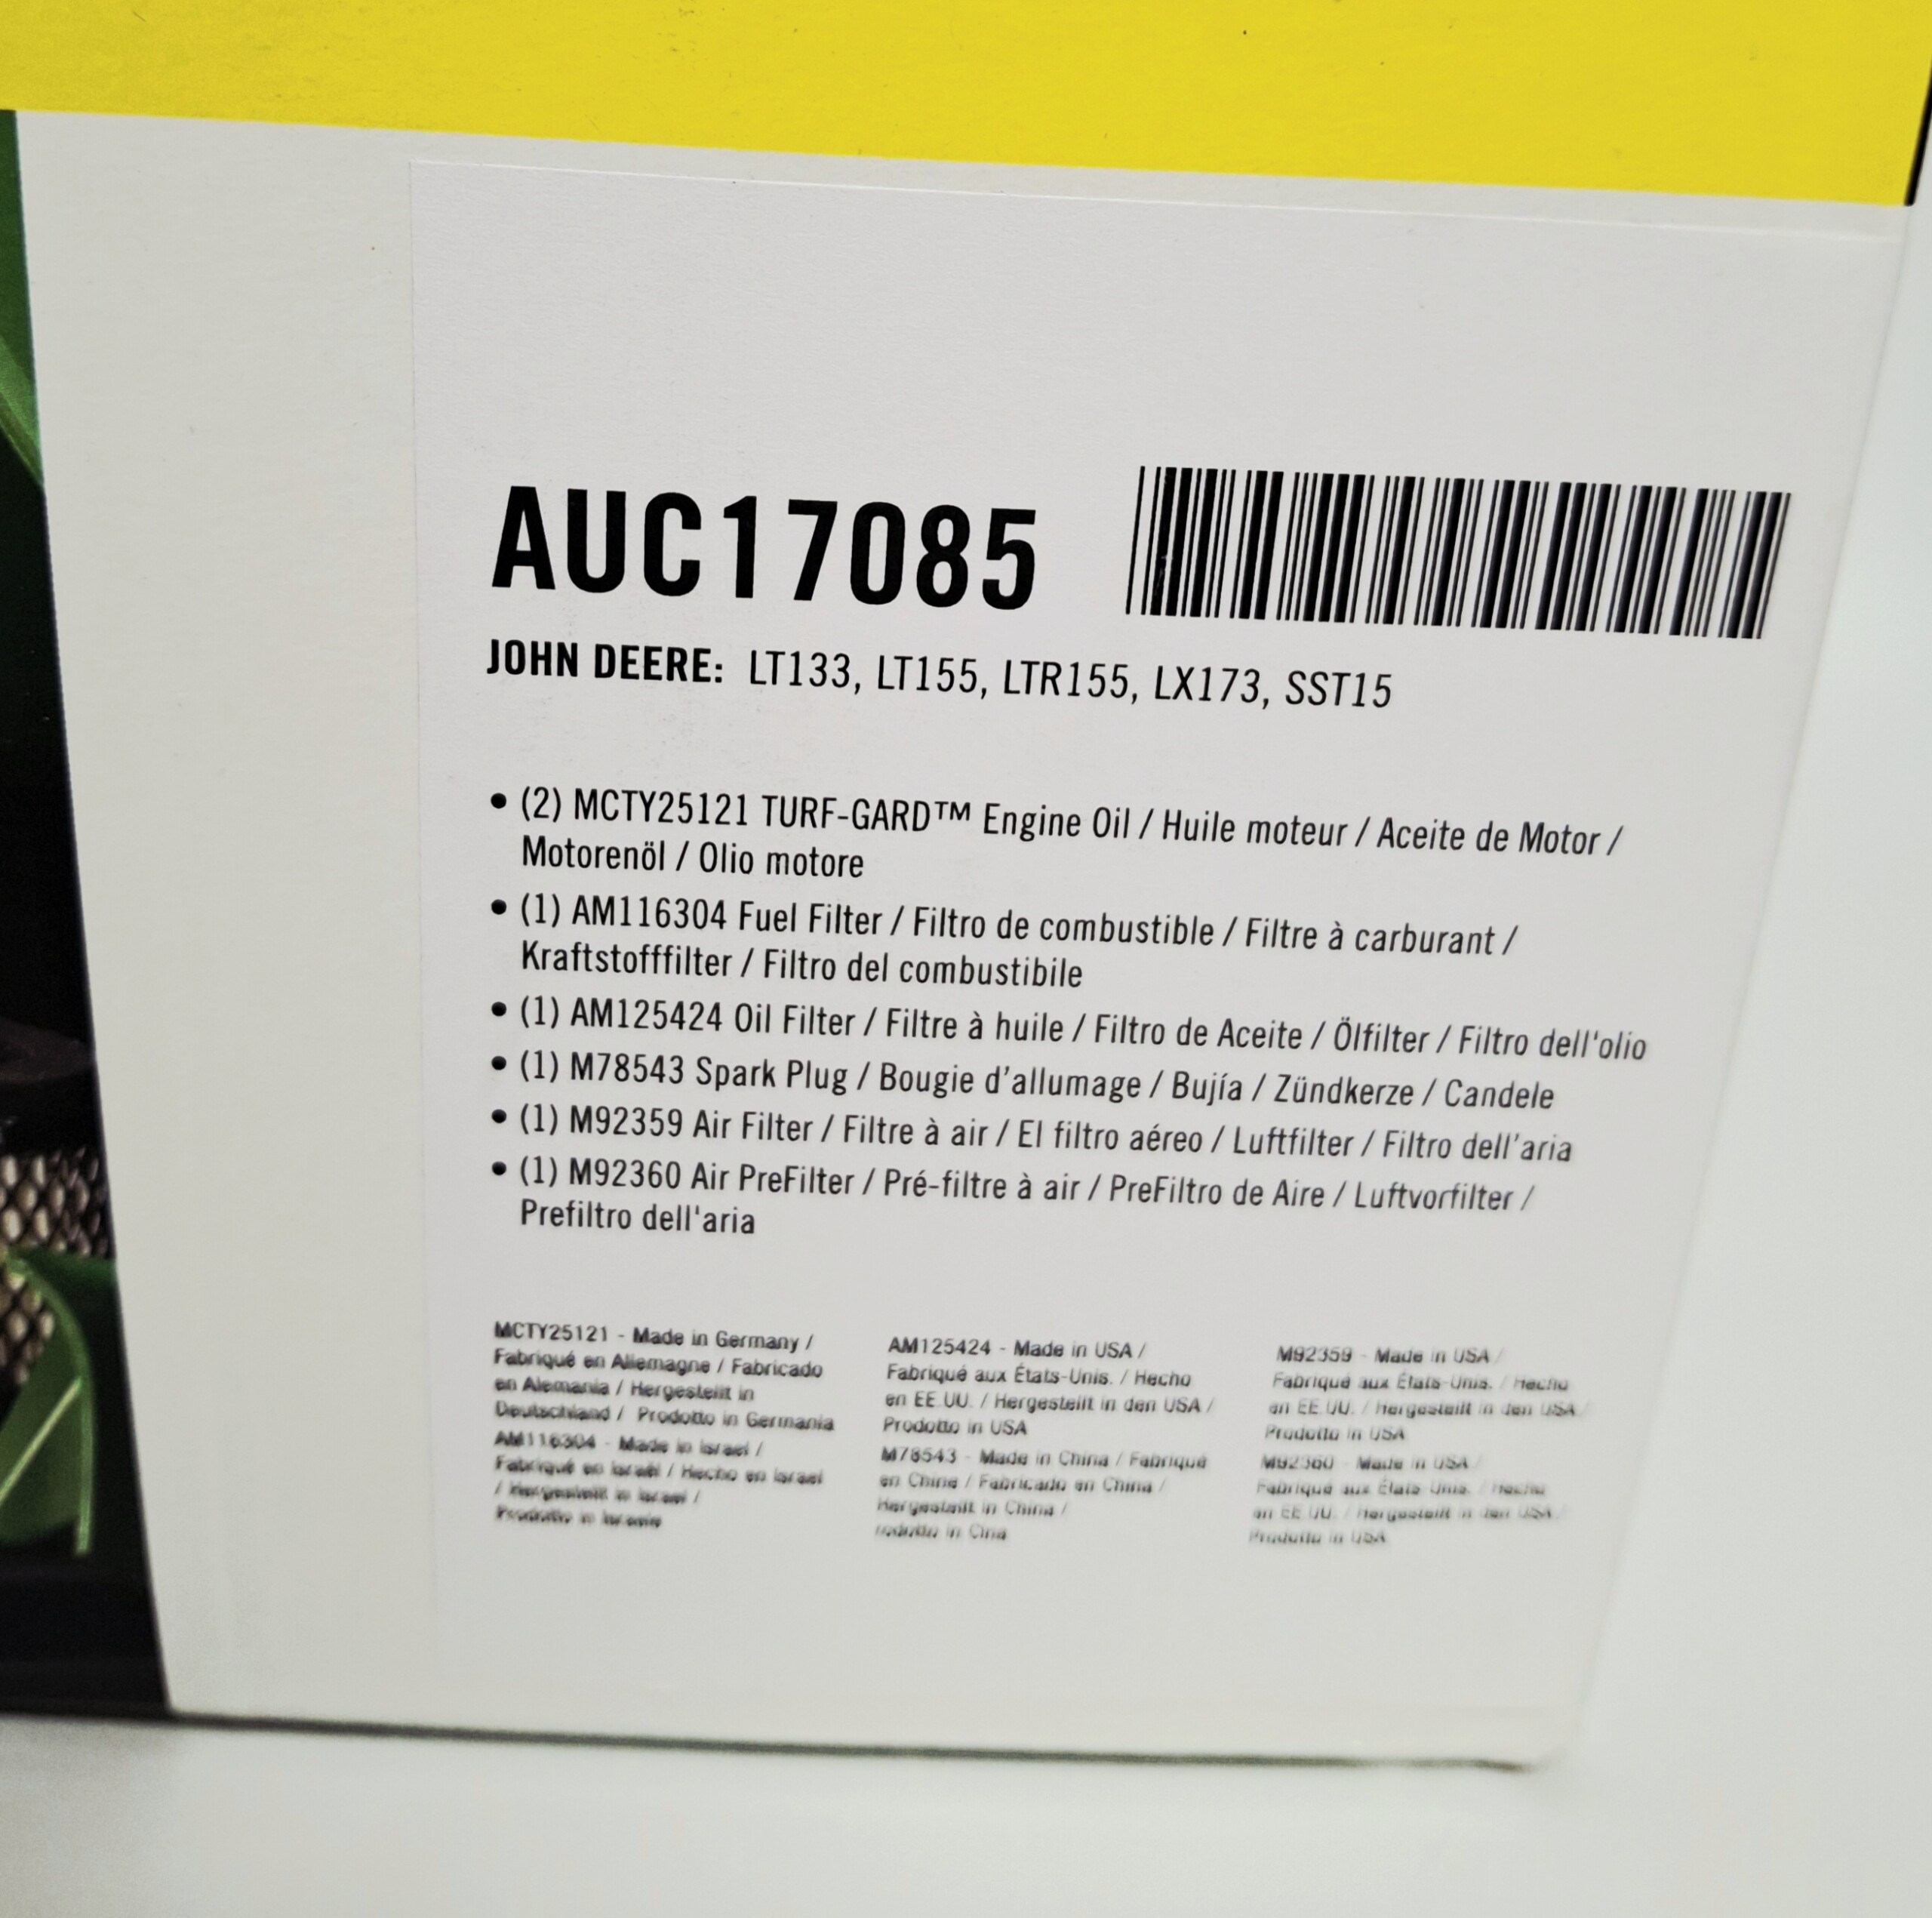 AUC17085
JOHN DEERE: LT133, LT155, LTR155, LX173, SST15
• (2) MCTY25121 TURF-GARD™ Engine Oil / Huile moteur / Aceite de Motor /
Motorenöl / Olio motore
• (1) AM116304 Fuel Filter / Filtro de combustible / Filtre à carburant /
Kraftstofffilter / Filtro del combustibile
• (1) AM125424 Oil Filter / Filtre à huile / Filtro de Aceite / Ölfilter / Filtro dell'olio
• (1) M78543 Spark Plug / Bougie d'allumage / Bujía / Zündkerze / Candele
• (1) M92359 Air Filter / Filtre à air / El filtro aéreo / Luftfilter / Filtro dell'aria
• (1) M92360 Air PreFilter / Pré-filtre à air / PreFiltro de Aire / Luftvorfilter /
Prefiltro dell'aria
MCTY25121 - Made in Germany /
Fabriqué en Allemagne / Fabricado
en Alemania / Hergestellt in
Deutschland / Prodotto in Germania
AM116304 - Made in Israel /
Fabriqué en Israël / Hecho en Israel
/ Hergestellt in Israel /
Prodotto in
AM125424 - Made in USA /
Fabriqué aux États-Unis. / Hecho
en EE.UU. / Hergestellt in den USA /
Prodotto in USA
M78543 - Made in China / Fabriqué
en Chine / Fabricado en China /
Hergestellt in China /
rodotto in Cina
M92359 - Made in USA /
Fabriqué aux États-Unis. / Hecho
en EE.UU. / Hergestellt in den USA /
Prodotto in USA
M92360 - Made in USA /
Fabriqué aux États-Unis. / Hecho
en EE.UU. / Hergestellt in den USA /
Prodotto in USA